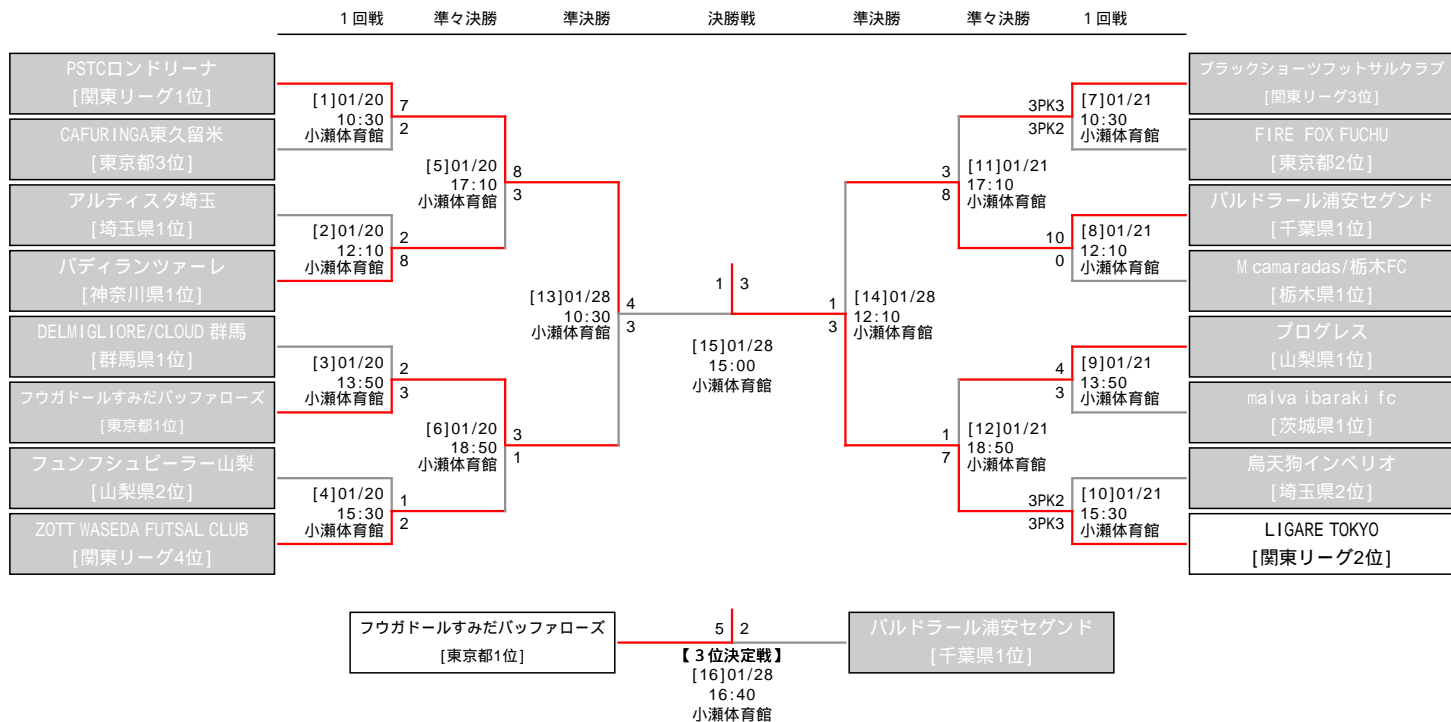 1回戦
準々決勝
準決勝
決勝戦
準決勝
準々決勝
1回戦
PSTCロンドリーナ
[関東リーグ1位]
CAFURINGA東久留米
[東京都3位]
アルティスタ埼玉
[埼玉県1位]
バディランツァーレ
[神奈川県1位]
DELMIGLIORE/CLOUD 群馬
[群馬県1位]
フウガドールすみだバッファローズ
[東京都1位]
フュンフシュピーラー山梨
[山梨県2位]
ZOTT WASEDA FUTSAL CLUB
[関東リーグ4位]
[1]01/20
10:30
小瀬体育館
7
2
[2]01/20
12:10
小瀬体育館
2
8
[3]01/20
13:50
小瀬体育館
2
3
[4]01/20
15:30
小瀬体育館
1
2
[5]01/20
17:10
小瀬体育館
8
3
[6]01/20
18:50
小瀬体育館
3
1
[13]01/28
10:30
小瀬体育館
4
3
1
3
[15]01/28
15:00
小瀬体育館
1
3
[14]01/28
12:10
小瀬体育館
3
8
[11]01/21
17:10
小瀬体育館
1
7
[12]01/21
18:50
小瀬体育館
3PK3
3PK2
[7]01/21
10:30
小瀬体育館
10
0
[8]01/21
12:10
小瀬体育館
4
3
[9]01/21
13:50
小瀬体育館
3PK2
3PK3
[10]01/21
15:30
小瀬体育館
ブラックショーツフットサルクラブ
[関東リーグ3位]
FIRE FOX FUCHU
[東京都2位]
バルドラール浦安セグンド
[千葉県1位]
M camaradas/栃木FC
[栃木県1位]
プログレス
[山梨県1位]
malva ibaraki fc
[茨城県1位]
烏天狗インペリオ
[埼玉県2位]
LIGARE TOKYO
[関東リーグ2位]
フウガドールすみだバッファローズ
[東京都1位]
5
2
【3位決定戦】
[16]01/28
16:40
小瀬体育館
バルドラール浦安セグンド
[千葉県1位]